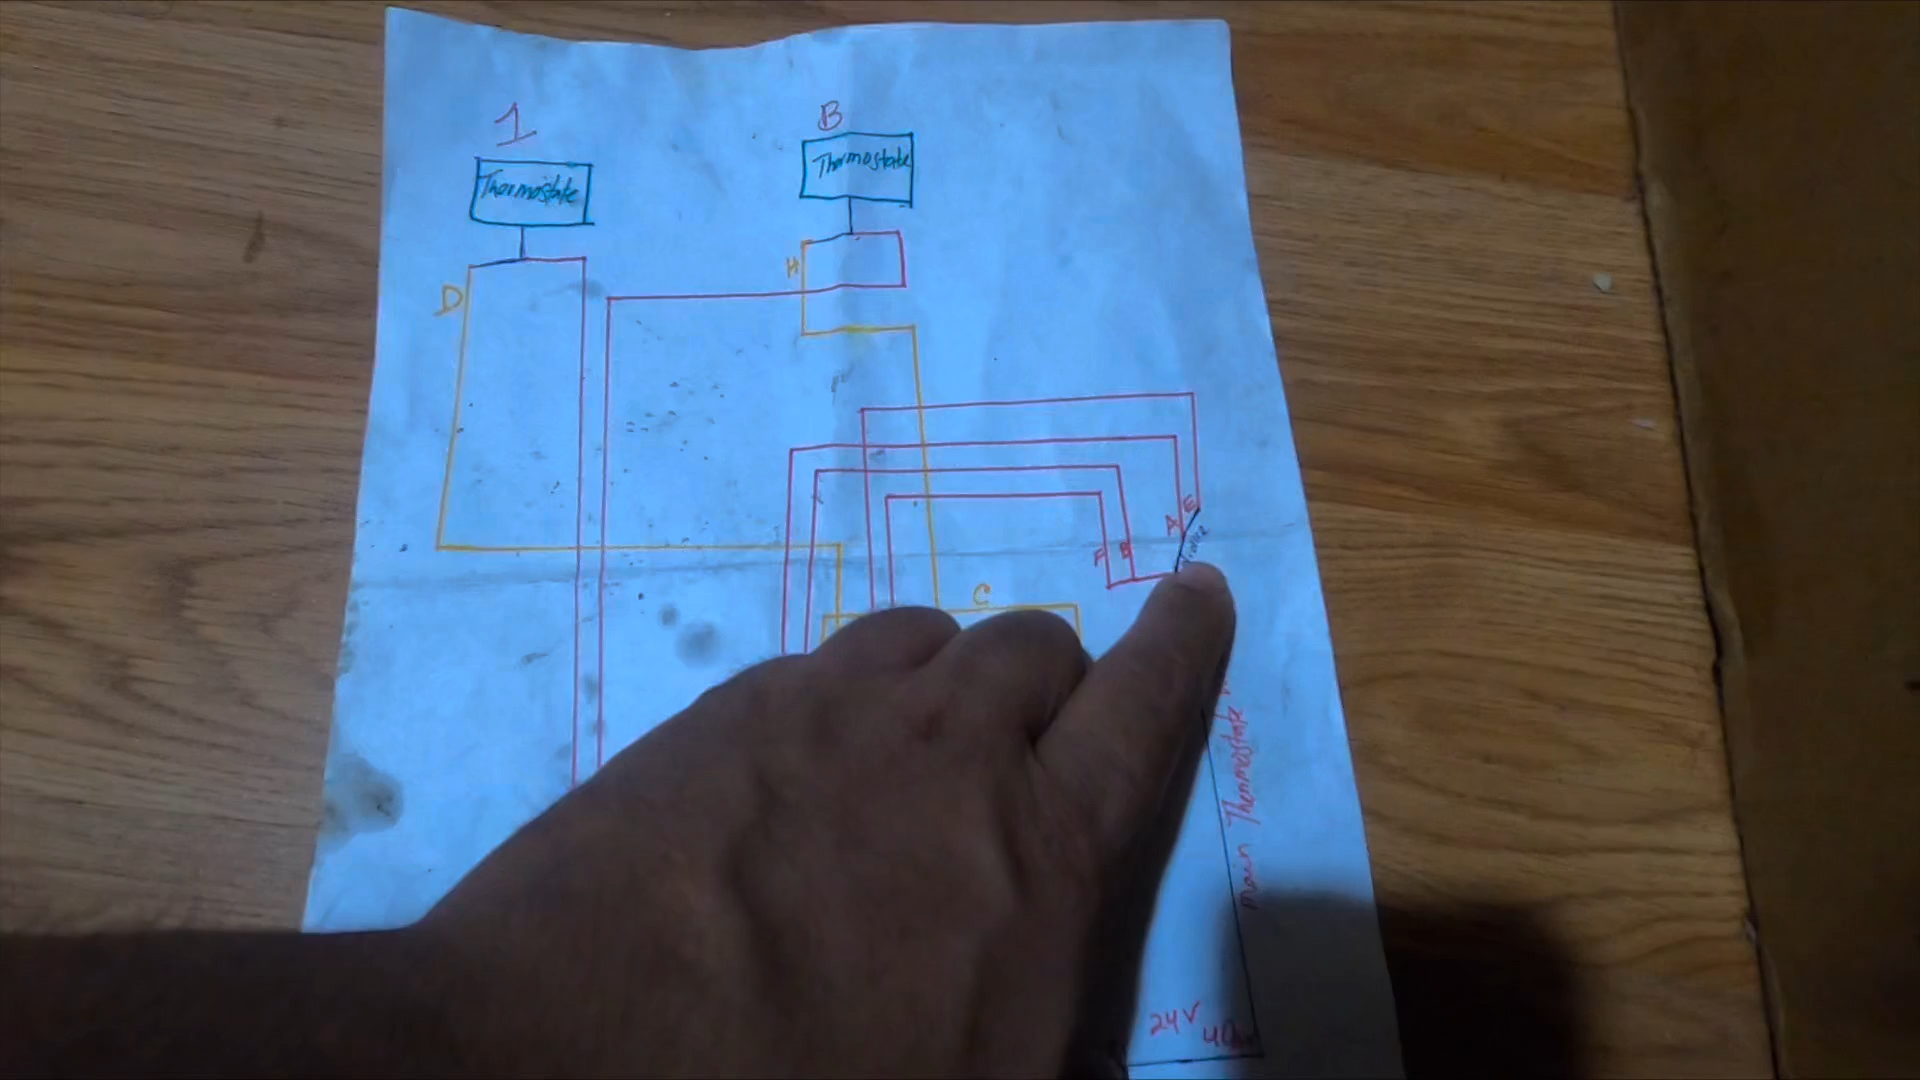 1
B
Thermostate
Thermostate
H
D
E
A
F
B
C
main Thermostate
24V